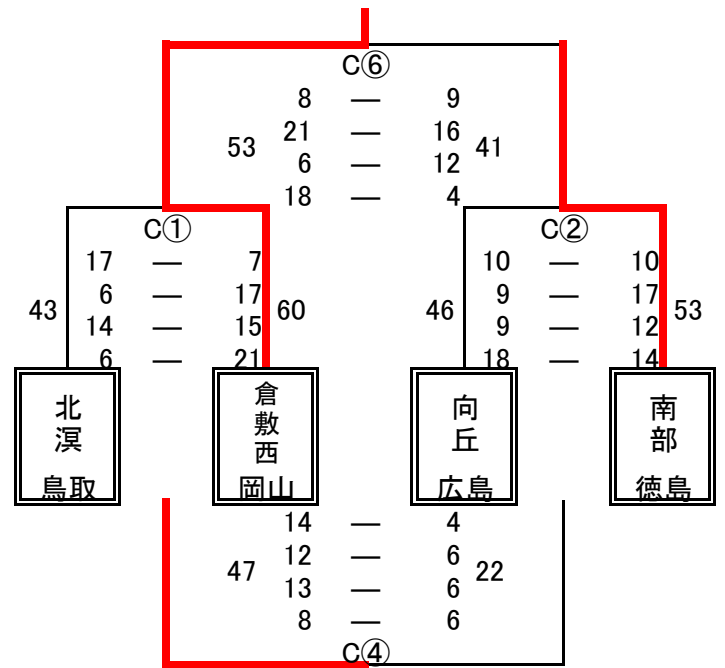 C⑥
8 — 9
21 — 16
53 41
6 — 12
18 — 4
C① C②
17 — 7 10 — 10
6 — 17 9 — 17
43 60 46 53
14 — 15 9 — 12
6 — 21 18 — 14
北溟 倉敷西 向丘 南部
鳥取 岡山 広島 徳島
14 — 4
12 — 6
47 22
13 — 6
8 — 6
C④